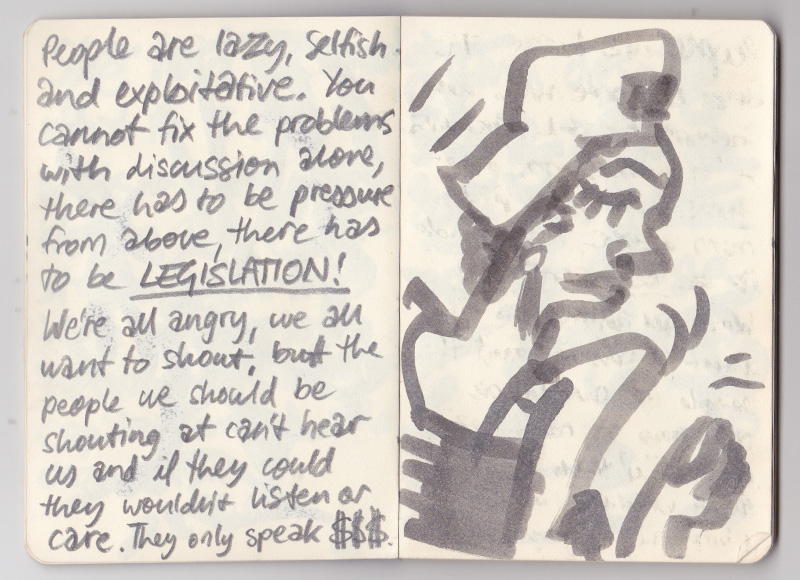 People are lazy, selfish
and exploitative. You
cannot fix the problems
with discussion alone,
there has to be pressure
from above, there has
to be LEGISLATION!
We're all angry, we all
want to shout, but the
people we should be
shouting at can't hear
us and if they could
they wouldn't listen or
care. They only speak $$$.